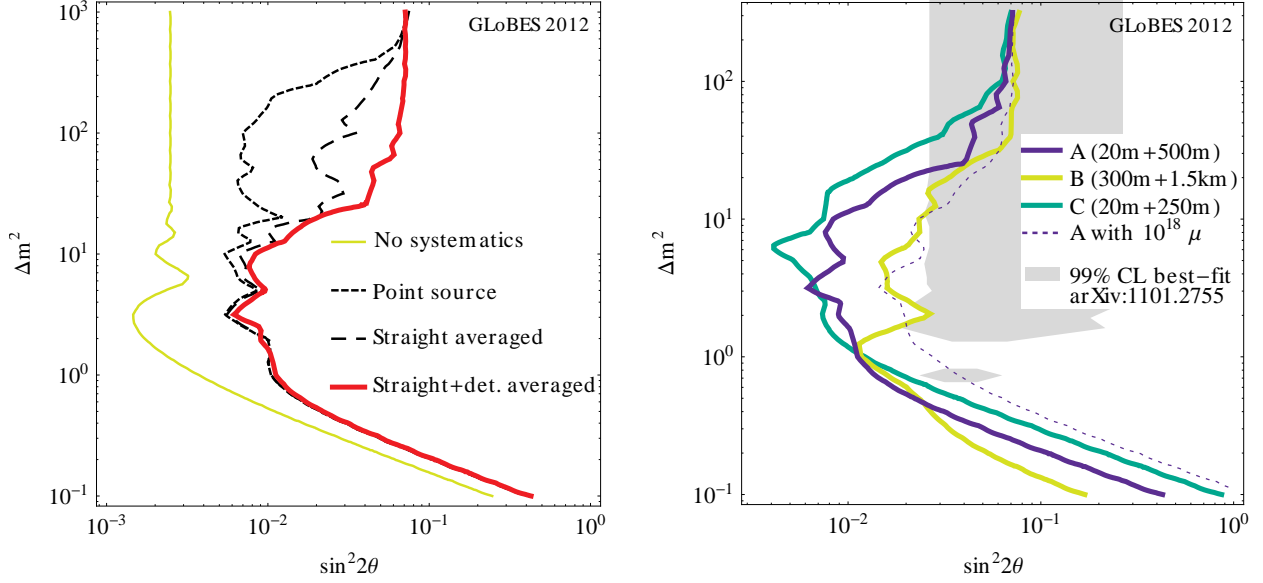 GLoBES 2012
10³
10²
10¹
10⁰
10⁻¹
Δm²
No systematics
Point source
Straight averaged
Straight+det. averaged
10⁻³
10⁻²
10⁻¹
10⁰
sin²2θ
GLoBES 2012
10²
10¹
10⁰
10⁻¹
Δm²
A (20m+500m)
B (300m+1.5km)
C (20m+250m)
A with 10¹⁸ μ
99% CL best−fit
arXiv:1101.2755
10⁻²
10⁻¹
10⁰
sin²2θ